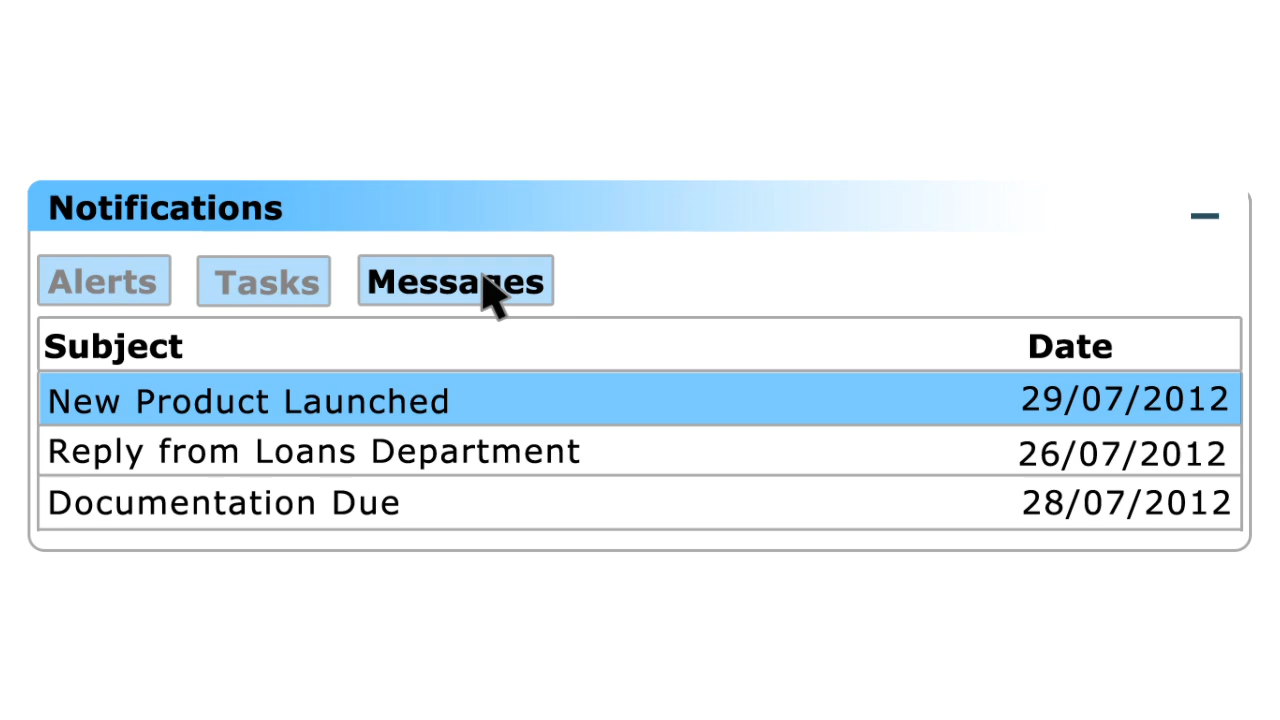 Notifications
Alerts Tasks Messages
Subject Date
New Product Launched 29/07/2012
Reply from Loans Department 26/07/2012
Documentation Due 28/07/2012